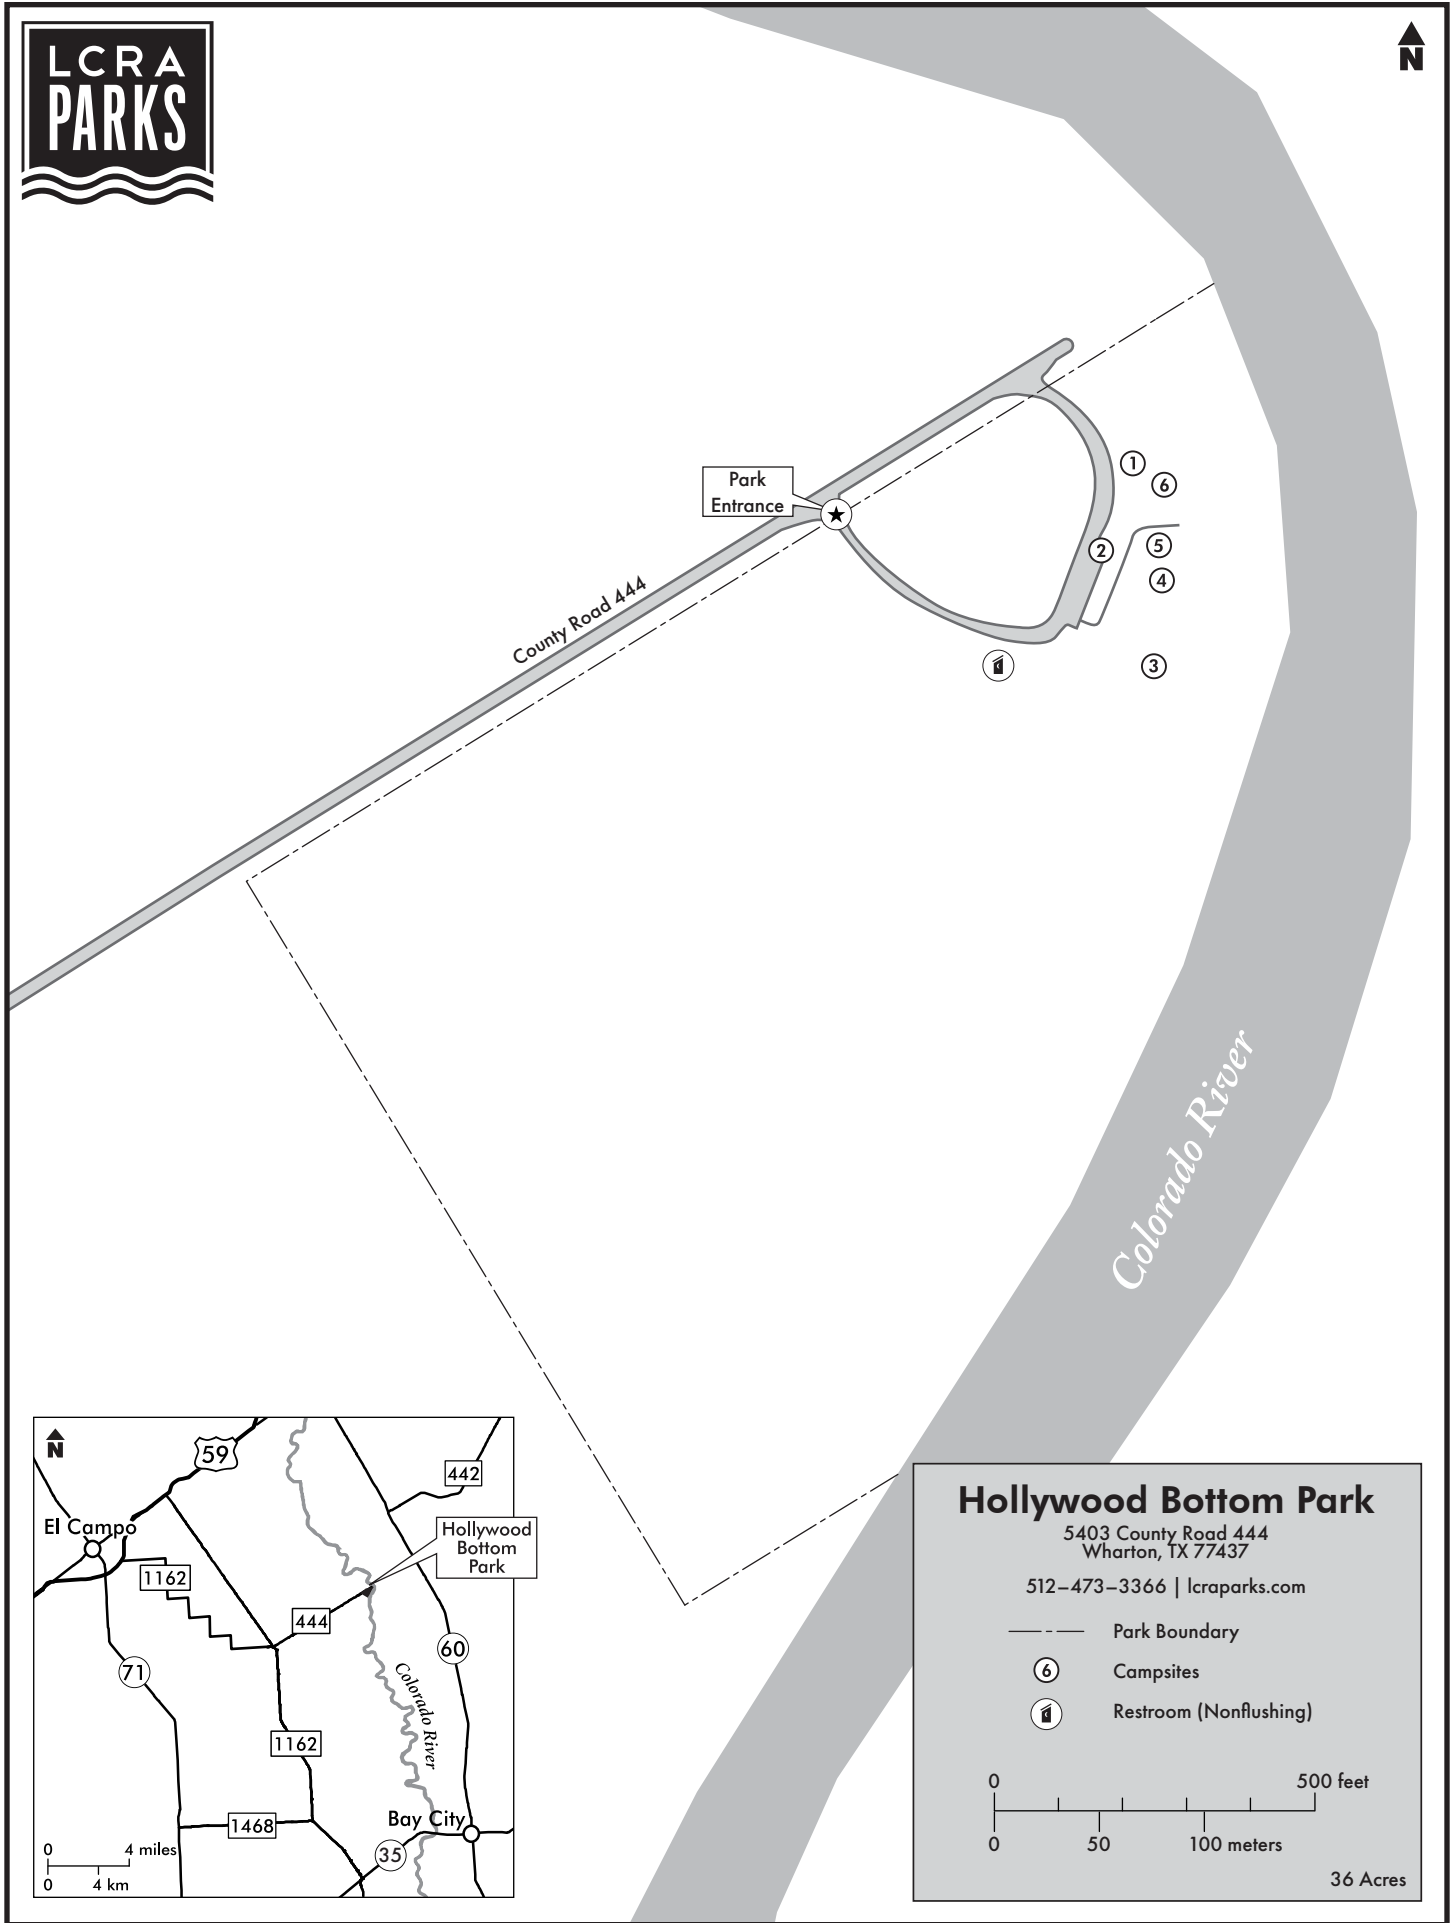 LCRA
PARKS
N
Park
Entrance
1
6
2
5
4
3
County Road 444
Colorado River
N
59
442
El Campo
Hollywood
Bottom
Park
1162
444
60
71
Colorado River
1162
Bay City
1468
35
0 4 miles
0 4 km
Hollywood Bottom Park
5403 County Road 444
Wharton, TX 77437
512–473–3366 | lcraparks.com
Park Boundary
6 Campsites
Restroom (Nonflushing)
0 500 feet
0 50 100 meters
36 Acres